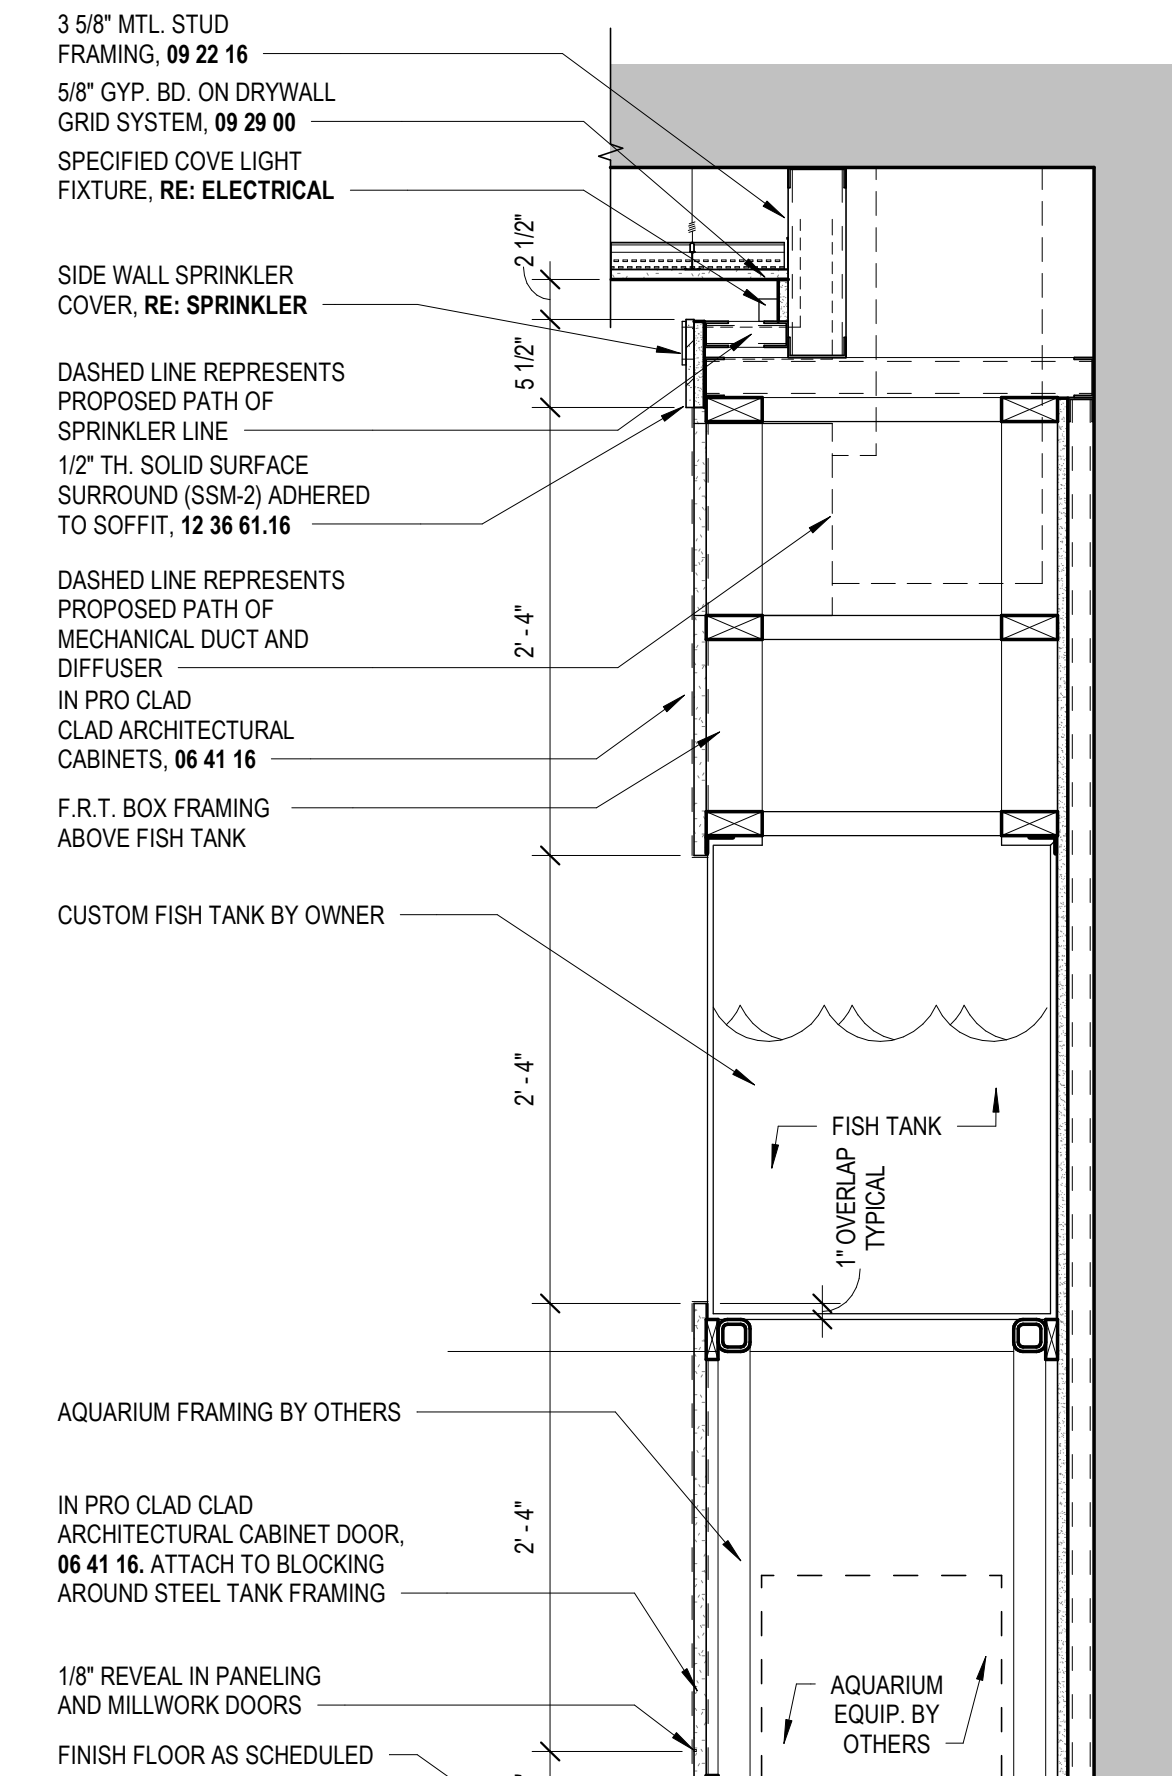 3 5/8" MTL. STUD
FRAMING, 09 22 16
5/8" GYP. BD. ON DRYWALL
GRID SYSTEM, 09 29 00
SPECIFIED COVE LIGHT
FIXTURE, RE: ELECTRICAL
SIDE WALL SPRINKLER
COVER, RE: SPRINKLER
DASHED LINE REPRESENTS
PROPOSED PATH OF
SPRINKLER LINE
1/2" TH. SOLID SURFACE
SURROUND (SSM-2) ADHERED
TO SOFFIT, 12 36 61.16
DASHED LINE REPRESENTS
PROPOSED PATH OF
MECHANICAL DUCT AND
DIFFUSER
IN PRO CLAD
CLAD ARCHITECTURAL
CABINETS, 06 41 16
F.R.T. BOX FRAMING
ABOVE FISH TANK
CUSTOM FISH TANK BY OWNER
AQUARIUM FRAMING BY OTHERS
IN PRO CLAD CLAD
ARCHITECTURAL CABINET DOOR,
06 41 16. ATTACH TO BLOCKING
AROUND STEEL TANK FRAMING
1/8" REVEAL IN PANELING
AND MILLWORK DOORS
FINISH FLOOR AS SCHEDULED
2 1/2"
5 1/2"
2' - 4"
2' - 4"
2' - 4"
FISH TANK
1" OVERLAP
TYPICAL
AQUARIUM
EQUIP. BY
OTHERS